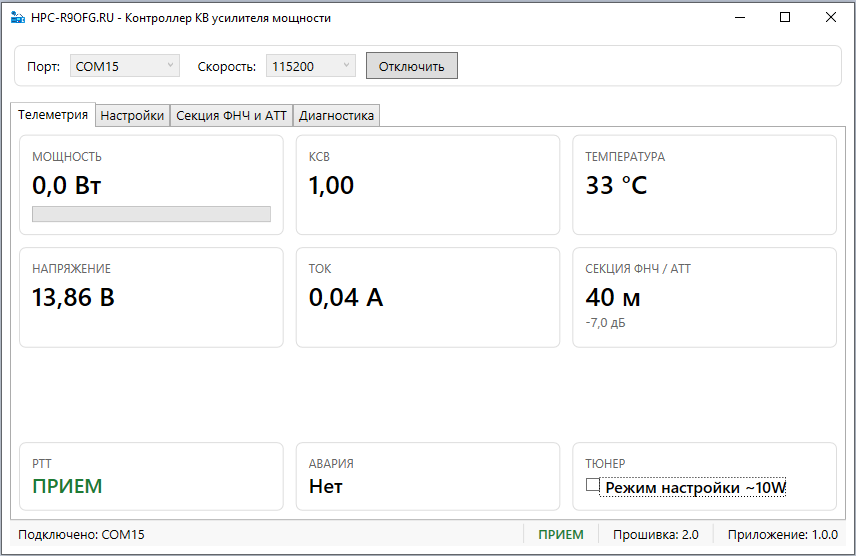 HPC-R9OFG.RU - Контроллер КВ усилителя мощности
Порт: COM15 Скорость: 115200 Отключить
Телеметрия Настройки Секция ФНЧ и АТТ Диагностика
МОЩНОСТЬ КСВ ТЕМПЕРАТУРА
0,0 Вт 1,00 33 °C
НАПРЯЖЕНИЕ ТОК СЕКЦИЯ ФНЧ / АТТ
13,86 В 0,04 А 40 м
-7,0 дБ
РТТ АВАРИЯ ТЮНЕР
ПРИЕМ Нет Режим настройки ~10W
Подключено: COM15 ПРИЕМ Прошивка: 2.0 Приложение: 1.0.0